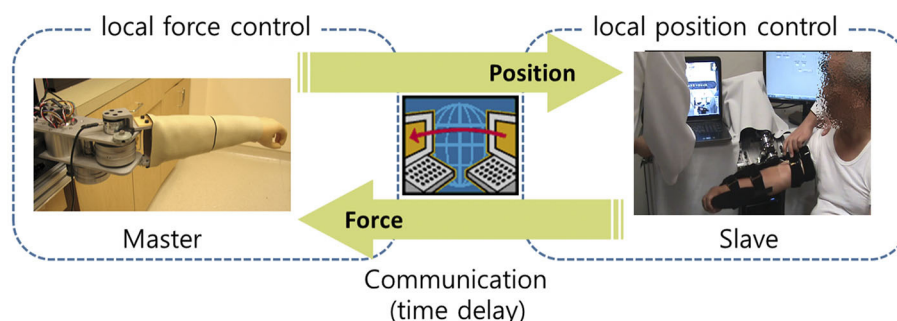 local force control
local position control
Position
Force
Master
Slave
Communication
(time delay)